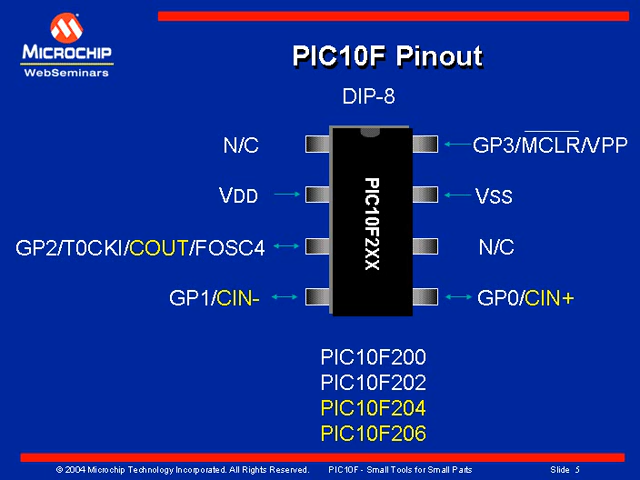 MICROCHIP
WebSeminars
PIC10F Pinout
DIP-8
N/C
GP3/MCLR/VPP
VDD
VSS
PIC10F2XX
GP2/T0CKI/COUT/FOSC4
N/C
GP1/CIN-
GP0/CIN+
PIC10F200
PIC10F202
PIC10F204
PIC10F206
© 2004 Microchip Technology Incorporated. All Rights Reserved. PIC10F - Small Tools for Small Parts Slide 5